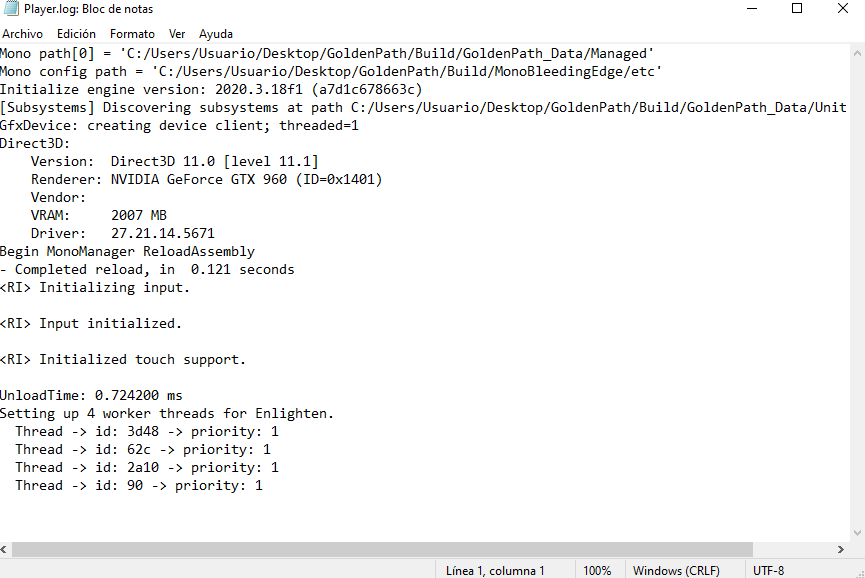 Player.log: Bloc de notas
Archivo Edición Formato Ver Ayuda
Mono path[0] = 'C:/Users/Usuario/Desktop/GoldenPath/Build/GoldenPath_Data/Managed'
Mono config path = 'C:/Users/Usuario/Desktop/GoldenPath/Build/MonoBleedingEdge/etc'
Initialize engine version: 2020.3.18f1 (a7d1c678663c)
[Subsystems] Discovering subsystems at path C:/Users/Usuario/Desktop/GoldenPath/Build/GoldenPath_Data/Unit
GfxDevice: creating device client; threaded=1
Direct3D:
    Version:  Direct3D 11.0 [level 11.1]
    Renderer: NVIDIA GeForce GTX 960 (ID=0x1401)
    Vendor:
    VRAM:     2007 MB
    Driver:   27.21.14.5671
Begin MonoManager ReloadAssembly
- Completed reload, in  0.121 seconds
<RI> Initializing input.
<RI> Input initialized.
<RI> Initialized touch support.
UnloadTime: 0.724200 ms
Setting up 4 worker threads for Enlighten.
  Thread -> id: 3d48 -> priority: 1
  Thread -> id: 62c -> priority: 1
  Thread -> id: 2a10 -> priority: 1
  Thread -> id: 90 -> priority: 1
Línea 1, columna 1 100% Windows (CRLF) UTF-8